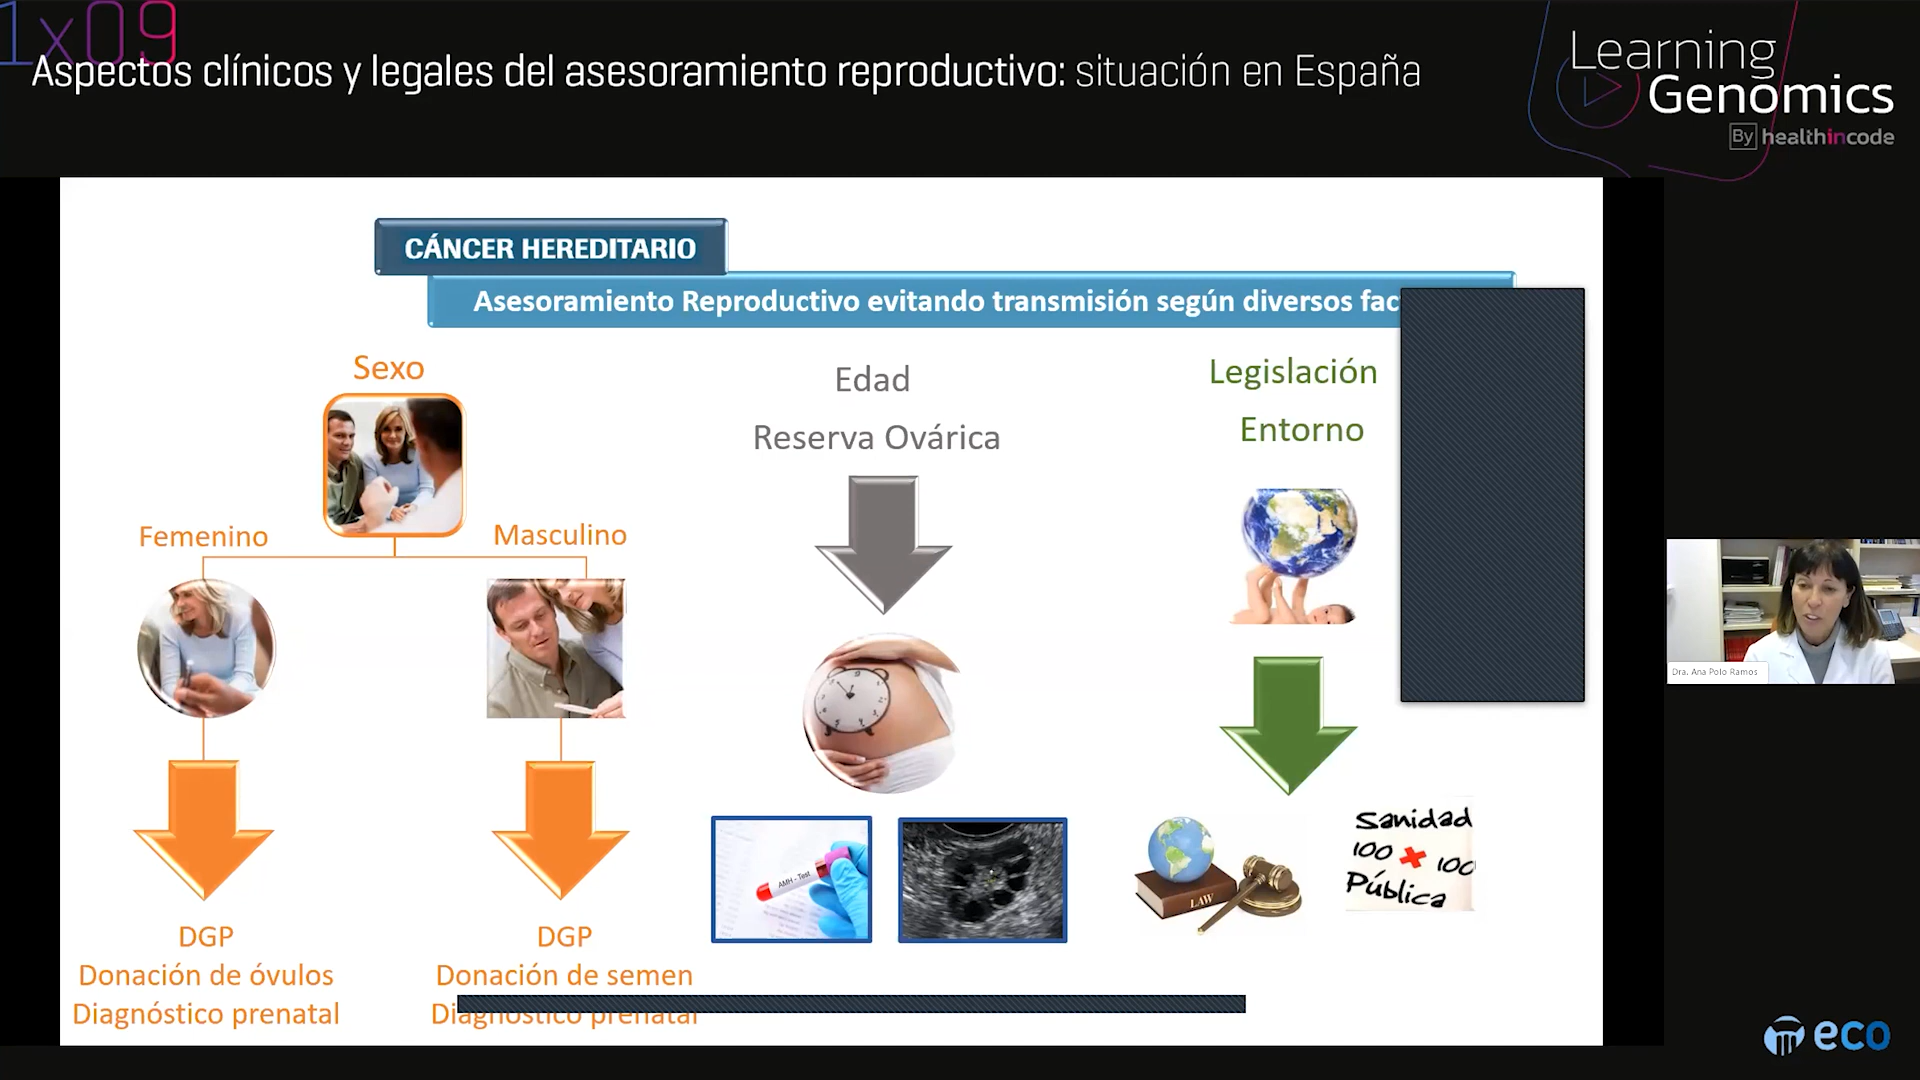 1x09
Aspectos clínicos y legales del asesoramiento reproductivo: situación en España
Learning
Genomics
By healthincode
CÁNCER HEREDITARIO
Asesoramiento Reproductivo evitando transmisión según diversos
Sexo
Femenino
Masculino
DGP
Donación de óvulos
Diagnóstico prenatal
DGP
Donación de semen
Diagnóstico prenatal
Edad
Reserva Ovárica
AMH - Test
Legislación
Entorno
LAW
Sanidad
100 x 100
Pública
Dra. Ana Polo Ramos
eco